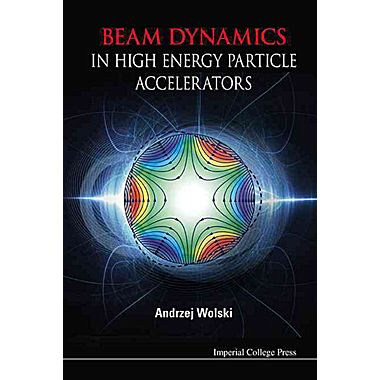 BEAM DYNAMICS
IN HIGH ENERGY PARTICLE
ACCELERATORS
Andrzej Wolski
Imperial College Press